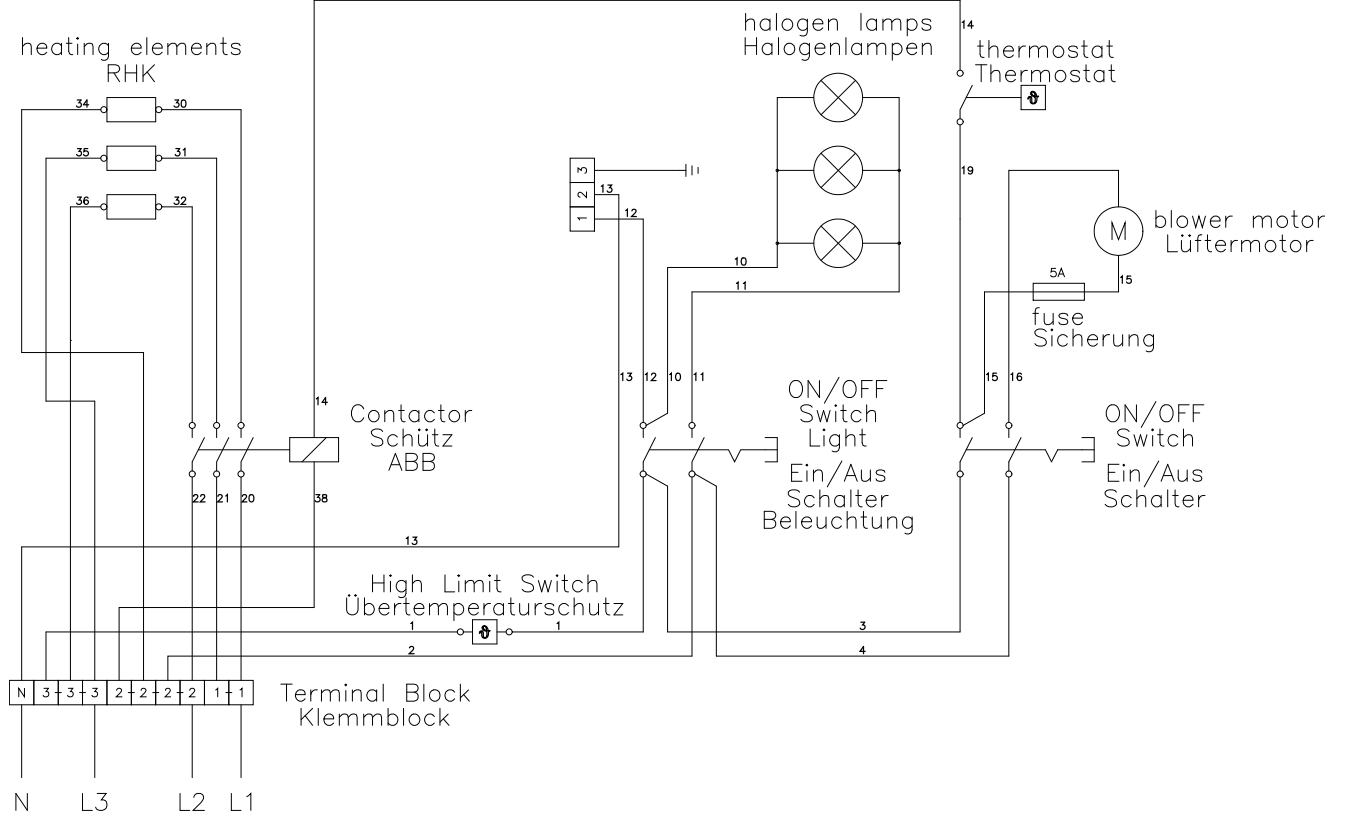 heating elements
RHK
34
30
35
31
36
32
halogen lamps
Halogenlampen
14
thermostat
Thermostat
ϑ
19
3
2
1
13
12
10
11
M
blower motor
Lüftermotor
5A
15
fuse
Sicherung
13
12
10
11
15
16
14
Contactor
Schütz
ABB
22
21
20
38
ON/OFF
Switch
Light
Ein/Aus
Schalter
Beleuchtung
ON/OFF
Switch
Ein/Aus
Schalter
13
High Limit Switch
Übertemperaturschutz
1
ϑ
1
3
2
4
N 3 3 3 2 2 2 2 1 1
Terminal Block
Klemmblock
N L3 L2 L1